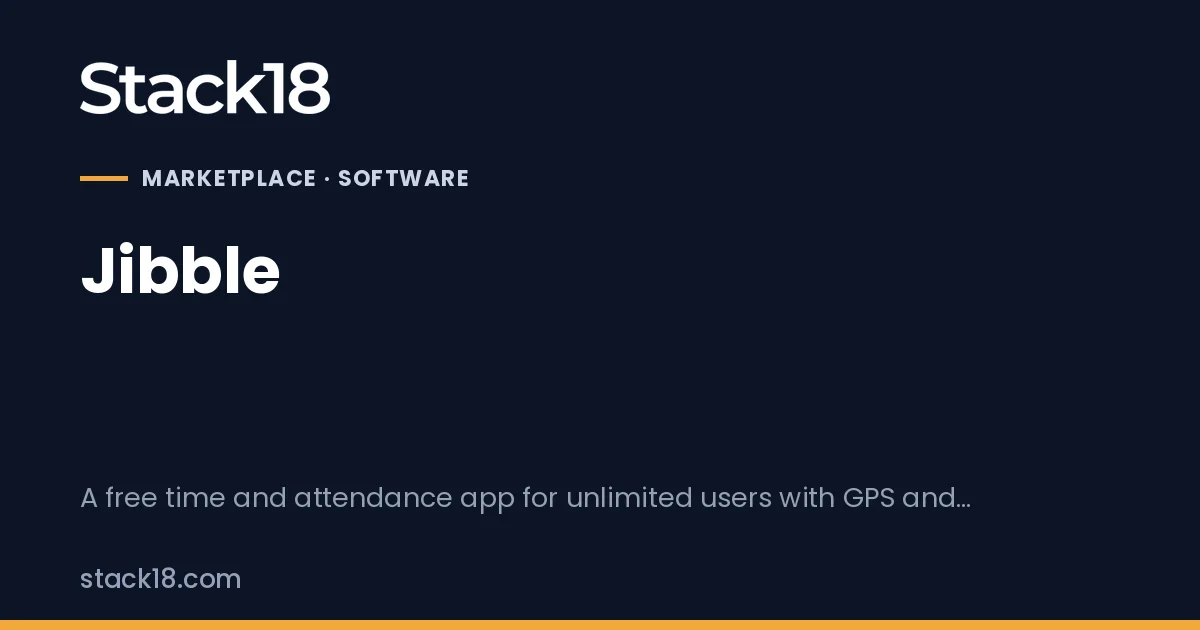 Stack18
MARKETPLACE · SOFTWARE
Jibble
A free time and attendance app for unlimited users with GPS and…
stack18.com